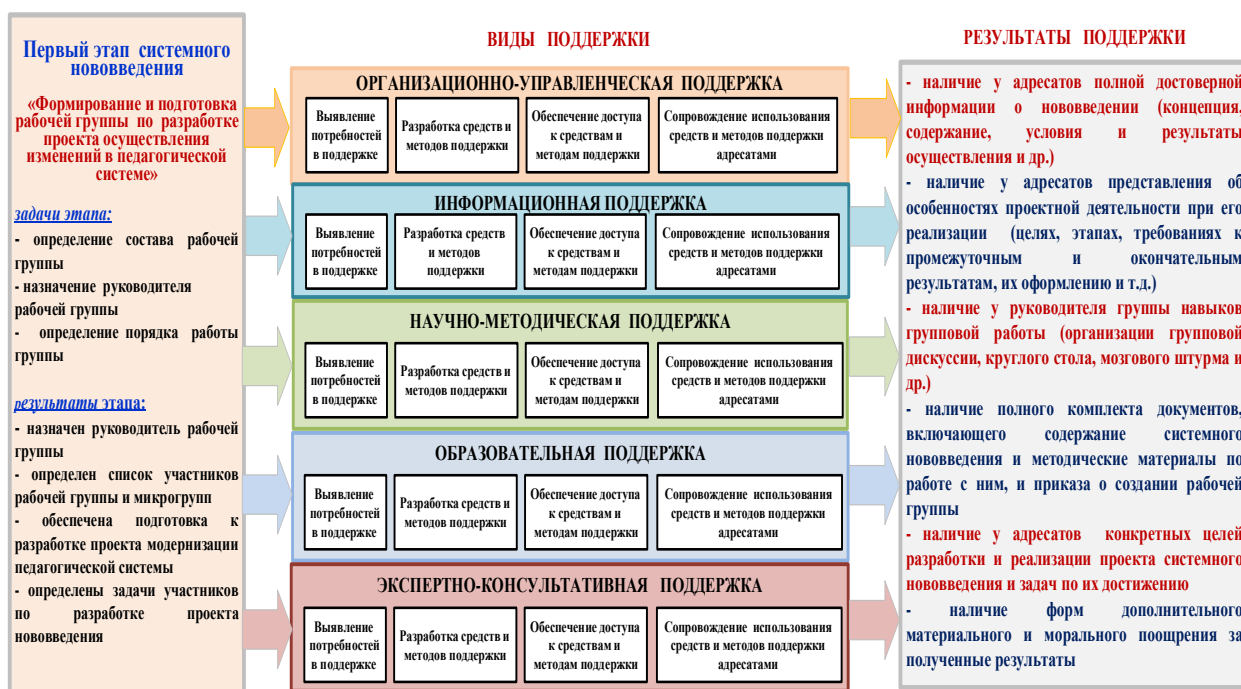 Первый этап системного
нововведения
«Формирование и подготовка
рабочей группы по разработке
проекта осуществления
изменений в педагогической
системе»
задачи этапа:
- определение состава рабочей
группы
- назначение руководителя
рабочей группы
- определение порядка работы
группы
результаты этапа:
- назначен руководитель рабочей
группы
- определен список участников
рабочей группы и микрогрупп
- обеспечена подготовка к
разработке проекта модернизации
педагогической системы
- определены задачи участников
по разработке проекта
нововведения
ВИДЫ ПОДДЕРЖКИ
ОРГАНИЗАЦИОННО-УПРАВЛЕНЧЕСКАЯ ПОДДЕРЖКА
Выявление
потребностей
в поддержке
Разработка средств и
методов поддержки
Обеспечение доступа
к средствам и
методам поддержки
Сопровождение использования
средств и методов поддержки
адресатами
ИНФОРМАЦИОННАЯ ПОДДЕРЖКА
Выявление
потребностей
в поддержке
Разработка средств
и методов
поддержки
Обеспечение доступа
к средствам и
методам поддержки
Сопровождение использования
средств и методов поддержки
адресатами
НАУЧНО-МЕТОДИЧЕСКАЯ ПОДДЕРЖКА
Выявление
потребностей
в поддержке
Разработка средств и
методов поддержки
Обеспечение доступа
к средствам и
методам поддержки
Сопровождение использования
средств и методов поддержки
адресатами
ОБРАЗОВАТЕЛЬНАЯ ПОДДЕРЖКА
Выявление
потребностей
в поддержке
Разработка средств и
методов поддержки
Обеспечение доступа
к средствам и
методам поддержки
Сопровождение использования
средств и методов поддержки
адресатами
ЭКСПЕРТНО-КОНСУЛЬТАТИВНАЯ ПОДДЕРЖКА
Выявление
потребностей
в поддержке
Разработка средств и
методов поддержки
Обеспечение доступа
к средствам и
методам поддержки
Сопровождение использования
средств и методов поддержки
адресатами
РЕЗУЛЬТАТЫ ПОДДЕРЖКИ
- наличие у адресатов полной достоверной
информации о нововведении (концепция,
содержание, условия и результаты
осуществления и др.)
- наличие у адресатов представления об
особенностях проектной деятельности при его
реализации (целях, этапах, требованиях к
промежуточным и окончательным
результатам, их оформлению и т.д.)
- наличие у руководителя группы навыков
групповой работы (организации групповой
дискуссии, круглого стола, мозгового штурма и
др.)
- наличие полного комплекта документов,
включающего содержание системного
нововведения и методические материалы по
работе с ним, и приказа о создании рабочей
группы
- наличие у адресатов конкретных целей
разработки и реализации проекта системного
нововведения и задач по их достижению
- наличие форм дополнительного
материального и морального поощрения за
полученные результаты